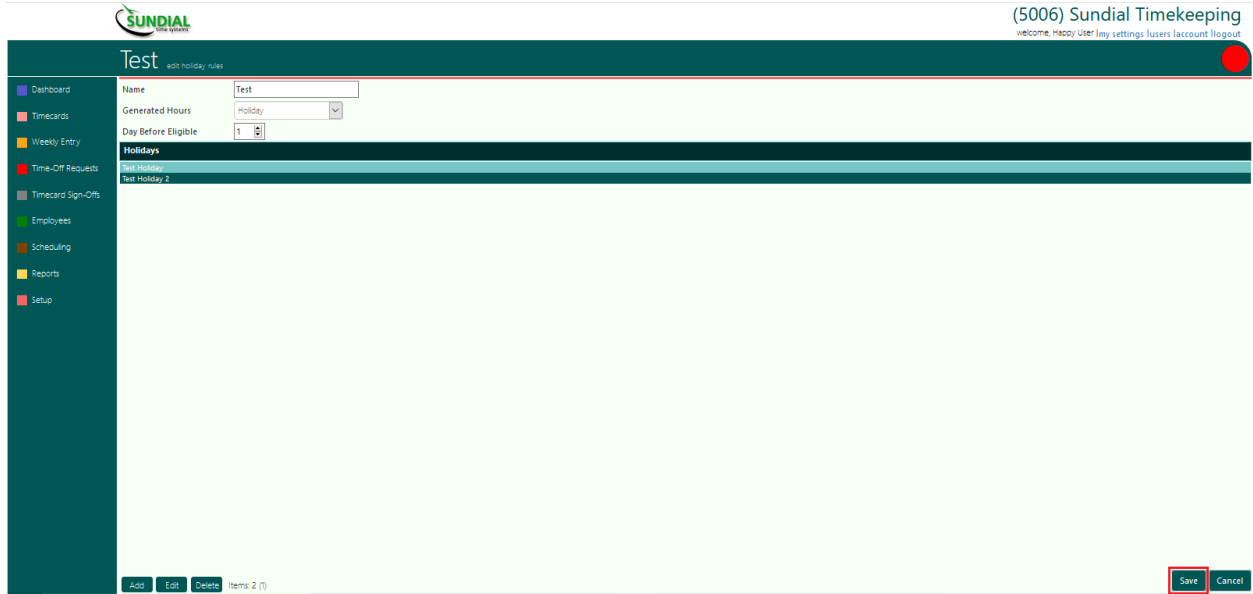 SUNDIAL
time systems
(5006) Sundial Timekeeping
welcome, Happy User |my settings |users |account |logout
Test edit holiday rules
Dashboard
Timecards
Weekly Entry
Time-Off Requests
Timecard Sign-Offs
Employees
Scheduling
Reports
Setup
Name Test
Generated Hours Holiday
Day Before Eligible 1
Holidays
Test Holiday
Test Holiday 2
Add Edit Delete Items: 2 (1)
Save Cancel